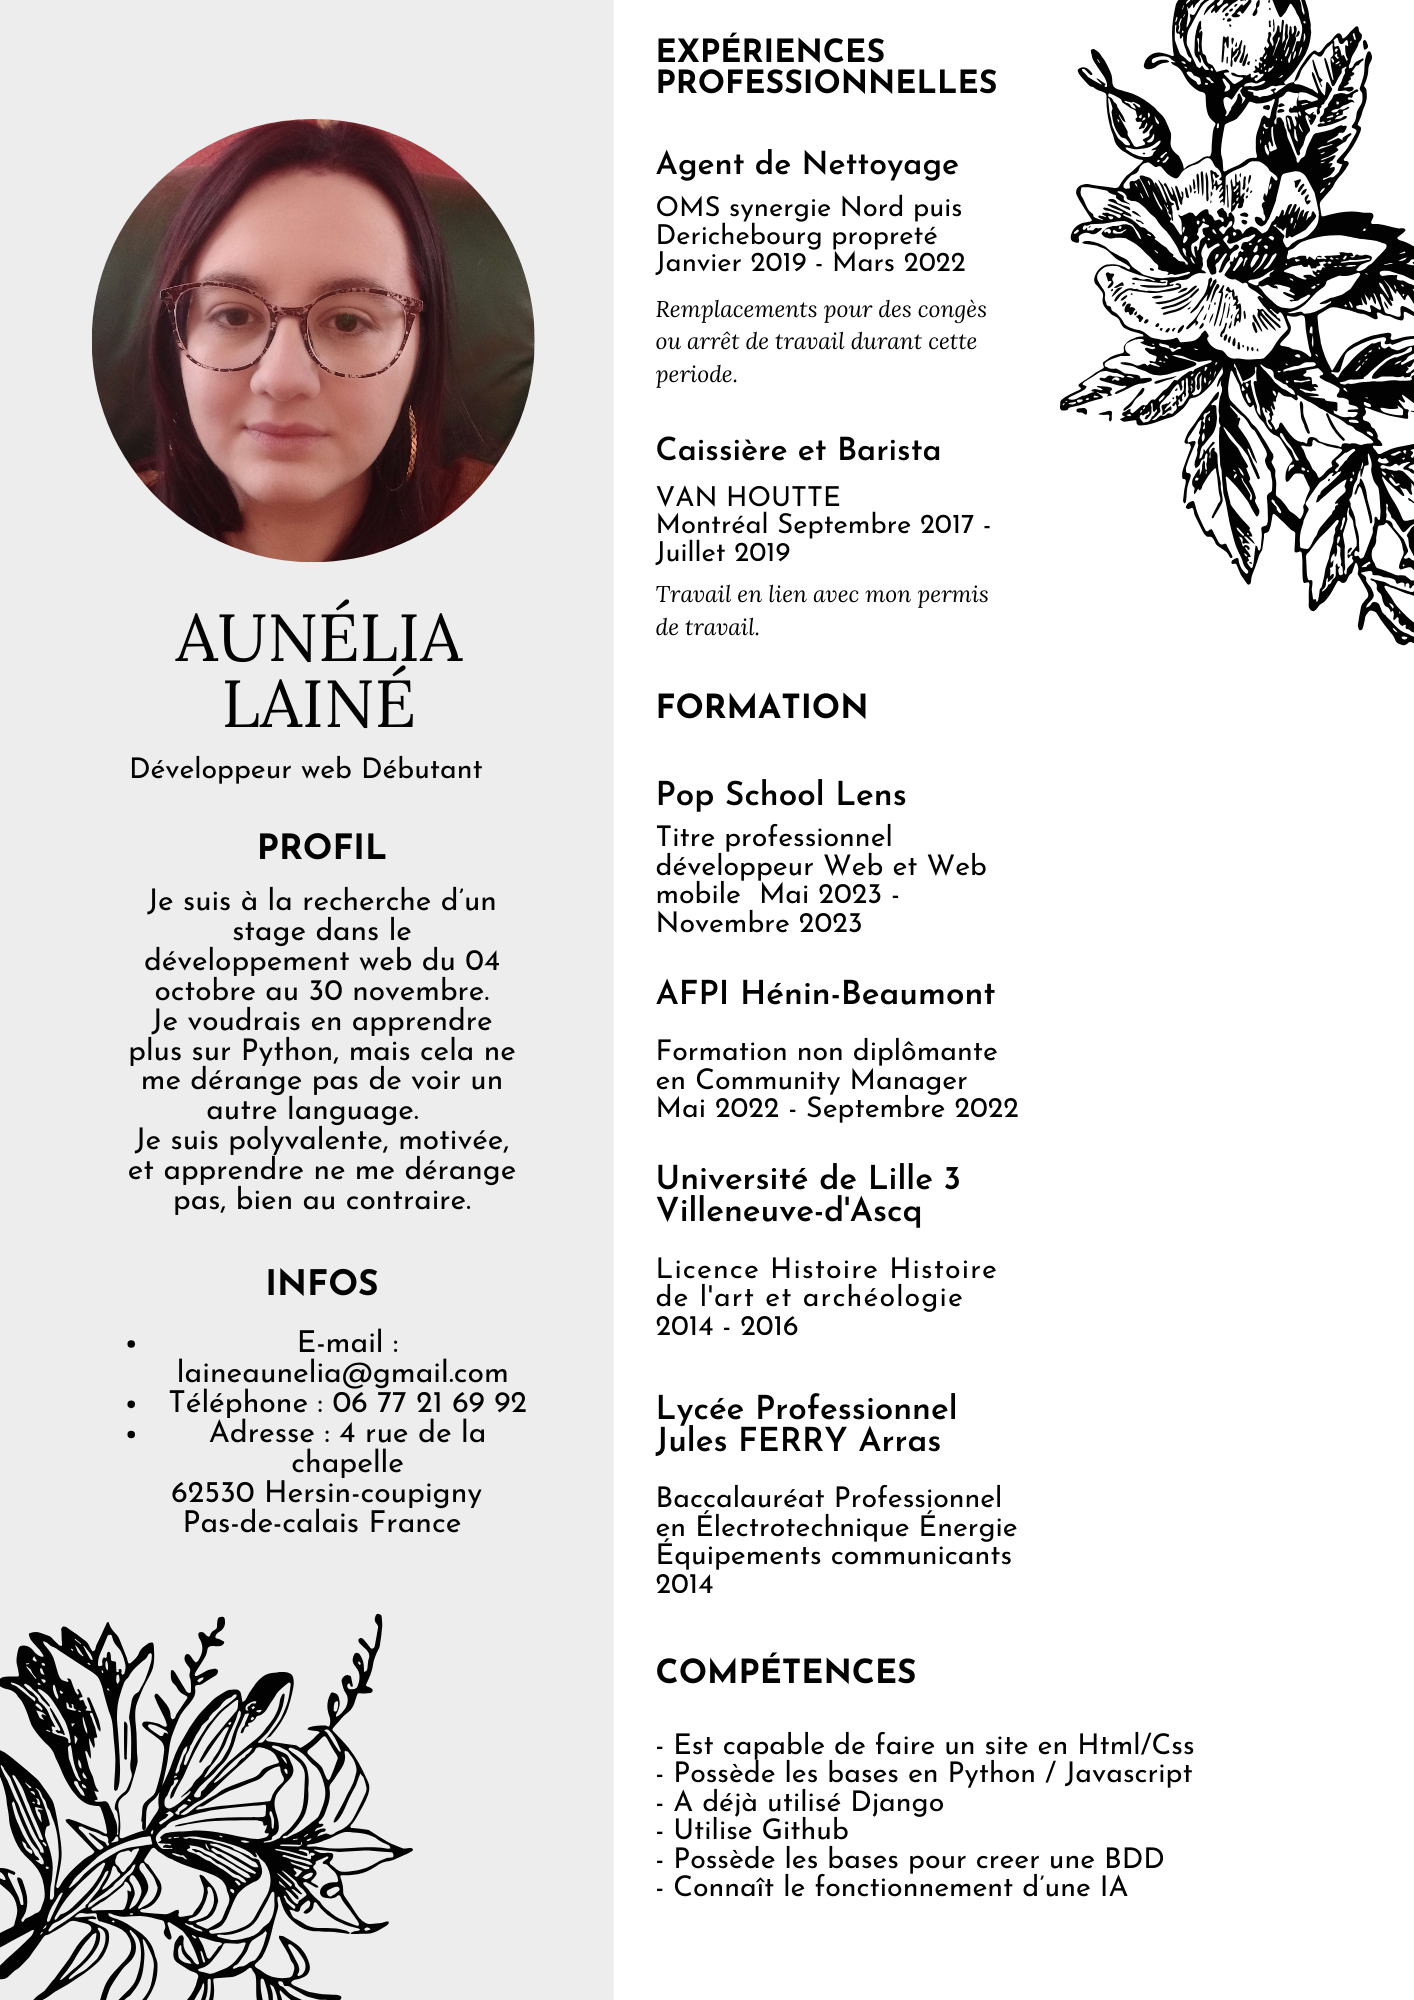 AUNÉLIA
LAINÉ
Développeur web Débutant
PROFIL
Je suis à la recherche d'un
stage dans le
développement web du 04
octobre au 30 novembre.
Je voudrais en apprendre
plus sur Python, mais cela ne
me dérange pas de voir un
autre language.
Je suis polyvalente, motivée,
et apprendre ne me dérange
pas, bien au contraire.
INFOS
• E-mail :
laineaunelia@gmail.com
• Téléphone : 06 77 21 69 92
• Adresse : 4 rue de la
chapelle
62530 Hersin-coupigny
Pas-de-calais France
EXPÉRIENCES
PROFESSIONNELLES
Agent de Nettoyage
OMS synergie Nord puis
Derichebourg propreté
Janvier 2019 - Mars 2022
Remplacements pour des congès
ou arrêt de travail durant cette
periode.
Caissière et Barista
VAN HOUTTE
Montréal Septembre 2017 -
Juillet 2019
Travail en lien avec mon permis
de travail.
FORMATION
Pop School Lens
Titre professionnel
développeur Web et Web
mobile  Mai 2023 -
Novembre 2023
AFPI Hénin-Beaumont
Formation non diplômante
en Community Manager
Mai 2022 - Septembre 2022
Université de Lille 3
Villeneuve-d'Ascq
Licence Histoire Histoire
de l'art et archéologie
2014 - 2016
Lycée Professionnel
Jules FERRY Arras
Baccalauréat Professionnel
en Électrotechnique Énergie
Équipements communicants
2014
COMPÉTENCES
- Est capable de faire un site en Html/Css
- Possède les bases en Python / Javascript
- A déjà utilisé Django
- Utilise Github
- Possède les bases pour creer une BDD
- Connaît le fonctionnement d'une IA